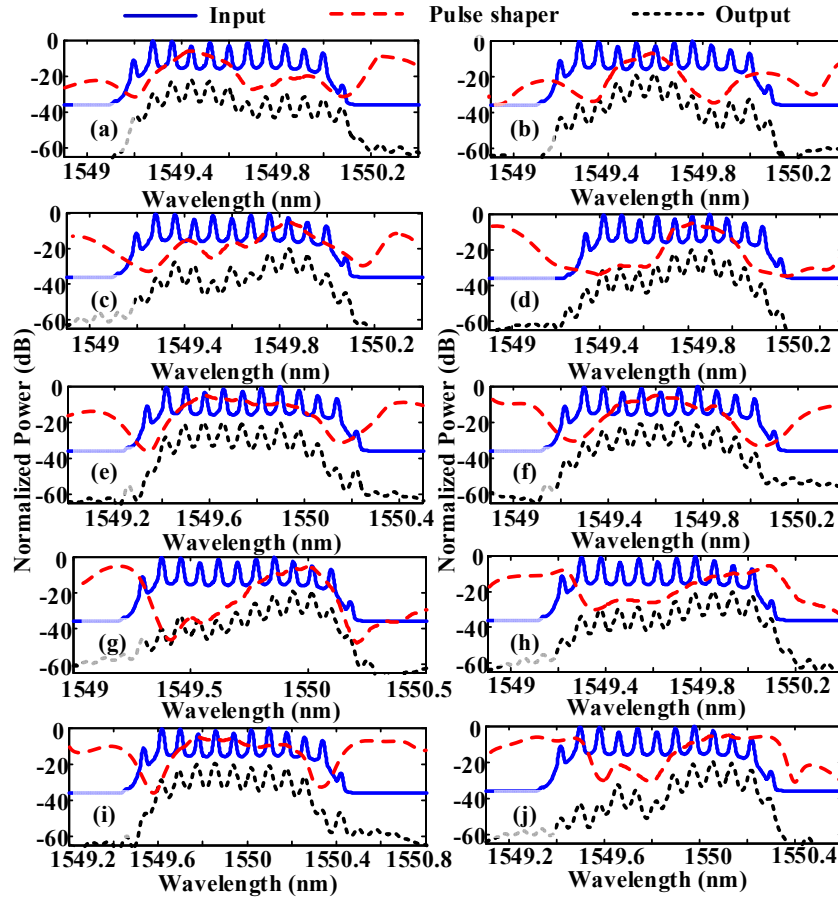 Input Pulse shaper Output
0
-20
-40
-60
(a)
1549 1549.4 1549.8 1550.2
Wavelength (nm)
0
-20
-40
-60
(b)
1549 1549.4 1549.8 1550.2
Wavelength (nm)
0
-20
-40
-60
(c)
1549 1549.4 1549.8 1550.2
Wavelength (nm)
0
-20
-40
-60
(d)
1549 1549.4 1549.8 1550.2
Wavelength (nm)
Normalized Power (dB)
Normalized Power (dB)
0
-20
-40
-60
(e)
1549.2 1549.6 1550 1550.4
Wavelength (nm)
0
-20
-40
-60
(f)
1549 1549.4 1549.8 1550.2
Wavelength (nm)
0
-20
-40
-60
(g)
1549 1549.5 1550 1550.5
Wavelength (nm)
0
-20
-40
-60
(h)
1549 1549.4 1549.8 1550.2
Wavelength (nm)
0
-20
-40
-60
(i)
1549.2 1549.6 1550 1550.4 1550.8
Wavelength (nm)
0
-20
-40
-60
(j)
1549.2 1549.6 1550 1550.4
Wavelength (nm)